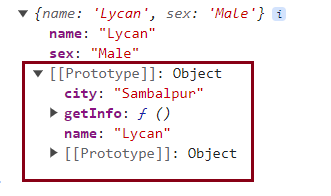 ▼ {name: 'Lycan', sex: 'Male'} i
name: "Lycan"
sex: "Male"
▼ [[Prototype]]: Object
city: "Sambalpur"
▶ getInfo: ƒ ()
name: "Lycan"
▶ [[Prototype]]: Object